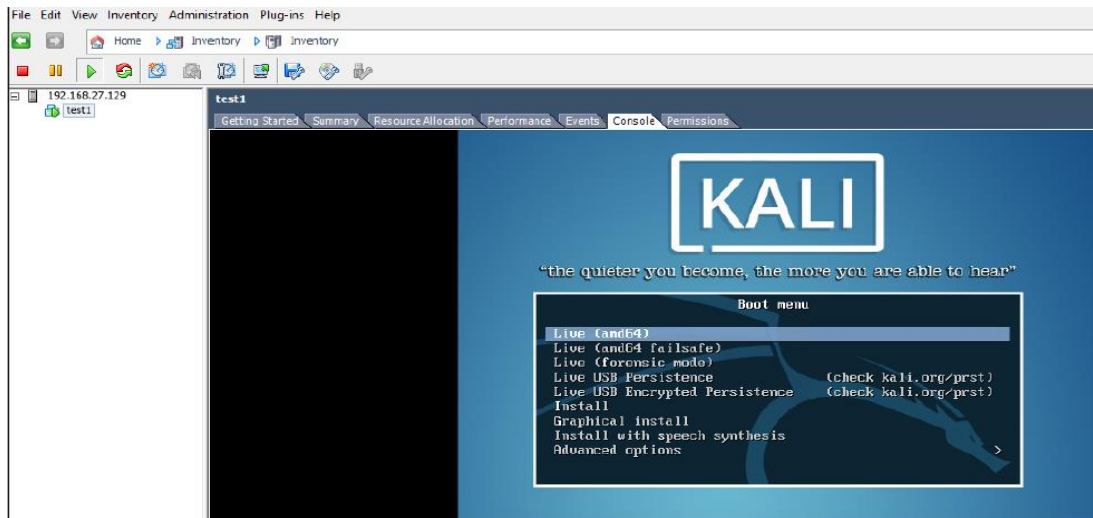 File Edit View Inventory Administration Plug-ins Help
Home Inventory Inventory
192.168.27.129
test1
test1
Getting Started Summary Resource Allocation Performance Events Console Permissions
KALI
"the quieter you become, the more you are able to hear"
Boot menu
Live (amd64)
Live (amd64 failsafe)
Live (forensic mode)
Live USB Persistence (check kali.org/prst)
Live USB Encrypted Persistence (check kali.org/prst)
Install
Graphical install
Install with speech synthesis
Advanced options >